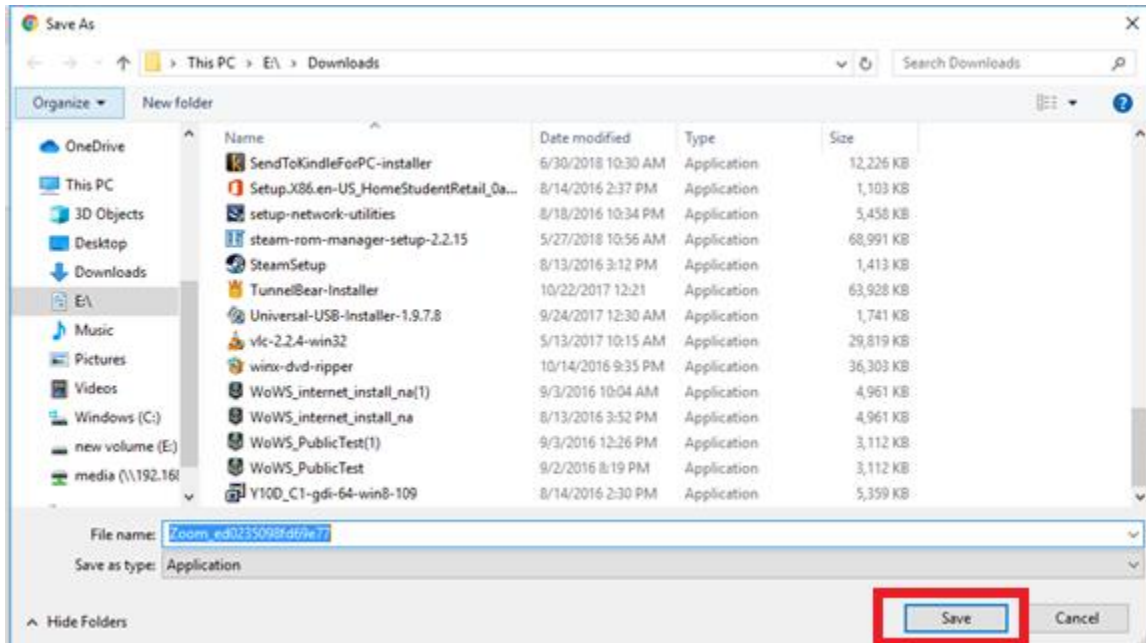 Save As
This PC > E:\ > Downloads
Search Downloads
Organize
New folder
Name Date modified Type Size
OneDrive
This PC
3D Objects
Desktop
Downloads
E:\
Music
Pictures
Videos
Windows (C:)
new volume (E:)
media (\\192.168
SendToKindleForPC-installer 6/30/2018 10:30 AM Application 12,226 KB
Setup.X86.en-US_HomeStudentRetail_0a... 8/14/2016 2:37 PM Application 1,103 KB
setup-network-utilities 8/18/2016 10:34 PM Application 5,458 KB
steam-rom-manager-setup-2.2.15 5/27/2018 10:56 AM Application 68,991 KB
SteamSetup 8/13/2016 3:12 PM Application 1,413 KB
TunnelBear-Installer 10/22/2017 12:21 Application 63,928 KB
Universal-USB-Installer-1.9.7.8 9/24/2017 12:30 AM Application 1,741 KB
vlc-2.2.4-win32 5/13/2017 10:15 AM Application 29,819 KB
winx-dvd-ripper 10/14/2016 9:35 PM Application 36,303 KB
WoWS_internet_install_na(1) 9/3/2016 10:04 AM Application 4,961 KB
WoWS_internet_install_na 8/13/2016 3:52 PM Application 4,961 KB
WoWS_PublicTest(1) 9/3/2016 12:26 PM Application 3,112 KB
WoWS_PublicTest 9/2/2016 8:19 PM Application 3,112 KB
Y10D_C1-gdi-64-win8-109 8/14/2016 2:30 PM Application 5,359 KB
File name: Zoom_ed0235098fd69e77
Save as type: Application
Hide Folders
Save
Cancel